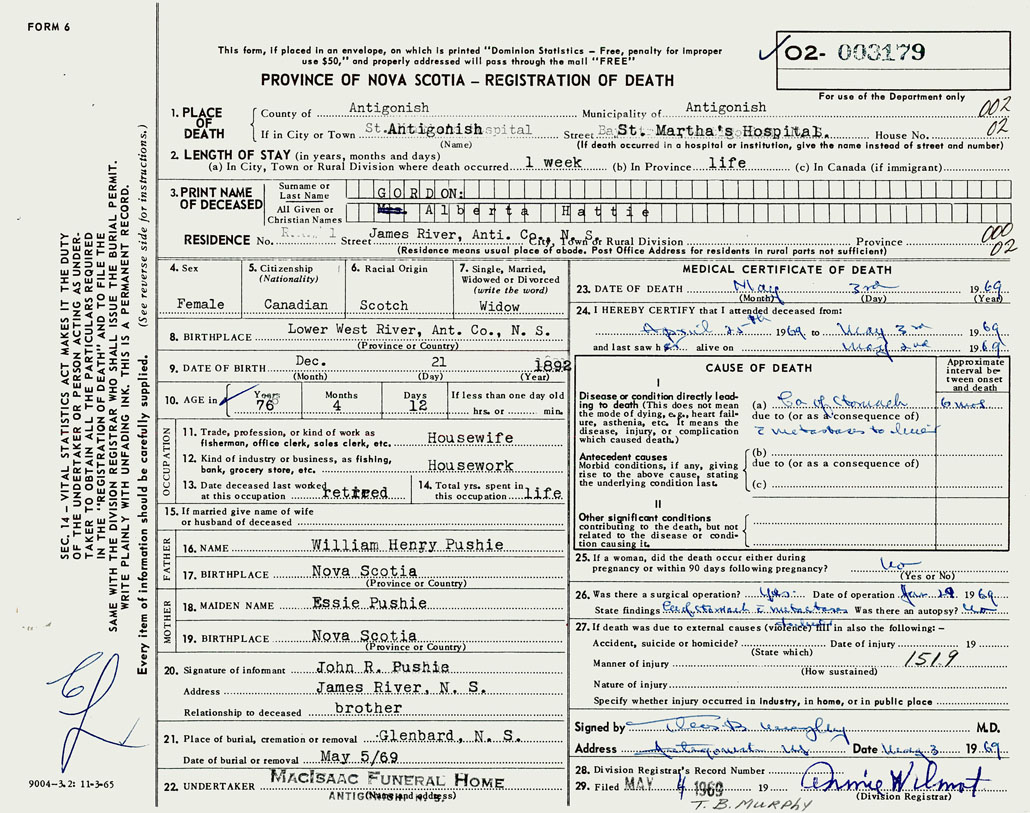 FORM 6
This form, if placed in an envelope, on which is printed "Dominion Statistics – Free, penalty for improper
use $50," and properly addressed will pass through the mail "FREE"
✓ O2- 003179
PROVINCE OF NOVA SCOTIA – REGISTRATION OF DEATH
For use of the Department only
SEC. 14 – VITAL STATISTICS ACT MAKES IT THE DUTY
OF THE UNDERTAKER OR PERSON ACTING AS UNDER-
TAKER TO OBTAIN ALL THE PARTICULARS REQUIRED
IN THE "REGISTRATION OF DEATH" AND TO FILE THE
SAME WITH THE DIVISION REGISTRAR WHO SHALL ISSUE THE BURIAL PERMIT.
WRITE PLAINLY WITH UNFADING INK. THIS IS A PERMANENT RECORD.
Every item of information should be carefully supplied. (See reverse side for instructions.)
1. PLACE OF DEATH
County of Antigonish Municipality of Antigonish 002
If in City or Town Antigonish Street St. Martha's Hospital. House No. 02
(Name) (If death occurred in a hospital or institution, give the name instead of street and number)
2. LENGTH OF STAY (in years, months and days)
(a) In City, Town or Rural Division where death occurred 1 week (b) In Province life (c) In Canada (if immigrant)
3. PRINT NAME OF DECEASED
Surname or Last Name GORDON:
All Given or Christian Names Mrs. Alberta Hattie
RESIDENCE No. Street James River, Anti. Co., N. S. City, Town or Rural Division Province 000
(Residence means usual place of abode. Post Office Address for residents in rural parts not sufficient) 02
4. Sex Female
5. Citizenship (Nationality) Canadian
6. Racial Origin Scotch
7. Single, Married, Widowed or Divorced (write the word) Widow
8. BIRTHPLACE Lower West River, Ant. Co., N. S.
(Province or Country)
9. DATE OF BIRTH Dec. 21 1892
(Month) (Day) (Year)
10. AGE in Years 76 Months 4 Days 12 If less than one day old hrs. or min.
OCCUPATION
11. Trade, profession, or kind of work as fisherman, office clerk, sales clerk, etc. Housewife
12. Kind of industry or business, as fishing, bank, grocery store, etc. Housework
13. Date deceased last worked at this occupation retired
14. Total yrs. spent in this occupation life
15. If married give name of wife or husband of deceased
FATHER
16. NAME William Henry Pushie
17. BIRTHPLACE Nova Scotia
(Province or Country)
MOTHER
18. MAIDEN NAME Essie Pushie
19. BIRTHPLACE Nova Scotia
(Province or Country)
20. Signature of informant John R. Pushie
Address James River, N. S.
Relationship to deceased brother
21. Place of burial, cremation or removal Glenbard, N. S.
Date of burial or removal May 5/69
22. UNDERTAKER MACISAAC FUNERAL HOME
(Name and address)
9004-3.2: 11-3-65
MEDICAL CERTIFICATE OF DEATH
23. DATE OF DEATH May 3rd 1969
(Month) (Day) (Year)
24. I HEREBY CERTIFY that I attended deceased from:
April 25th 1969 to May 3rd 1969
and last saw her alive on May 2nd 1969
CAUSE OF DEATH
Approximate interval between onset and death
I
Disease or condition directly leading to death (This does not mean the mode of dying, e.g., heart failure, asthenia, etc. It means the disease, injury, or complication which caused death.)
(a) Ca of Stomach 6 mos
due to (or as a consequence of)
c̄ metastases to liver
Antecedent causes
Morbid conditions, if any, giving rise to the above cause, stating the underlying condition last.
(b)
due to (or as a consequence of)
(c)
II
Other significant conditions
contributing to the death, but not related to the disease or condition causing it
25. If a woman, did the death occur either during pregnancy or within 90 days following pregnancy? No
(Yes or No)
26. Was there a surgical operation? Yes. Date of operation Jan 1969
State findings Ca of stomach c̄ metastases Was there an autopsy? No
27. If death was due to external causes (violence) fill in also the following: –
Accident, suicide or homicide? Date of injury 19
(State which)
Manner of injury 151.9
(How sustained)
Nature of injury
Specify whether injury occurred in industry, in home, or in public place
Signed by M.D.
Address Antigonish NS Date May 3 1969
28. Division Registrar's Record Number
29. Filed MAY 4 1969 19 Annie Wilmot
(Division Registrar)
T. B. MURPHY